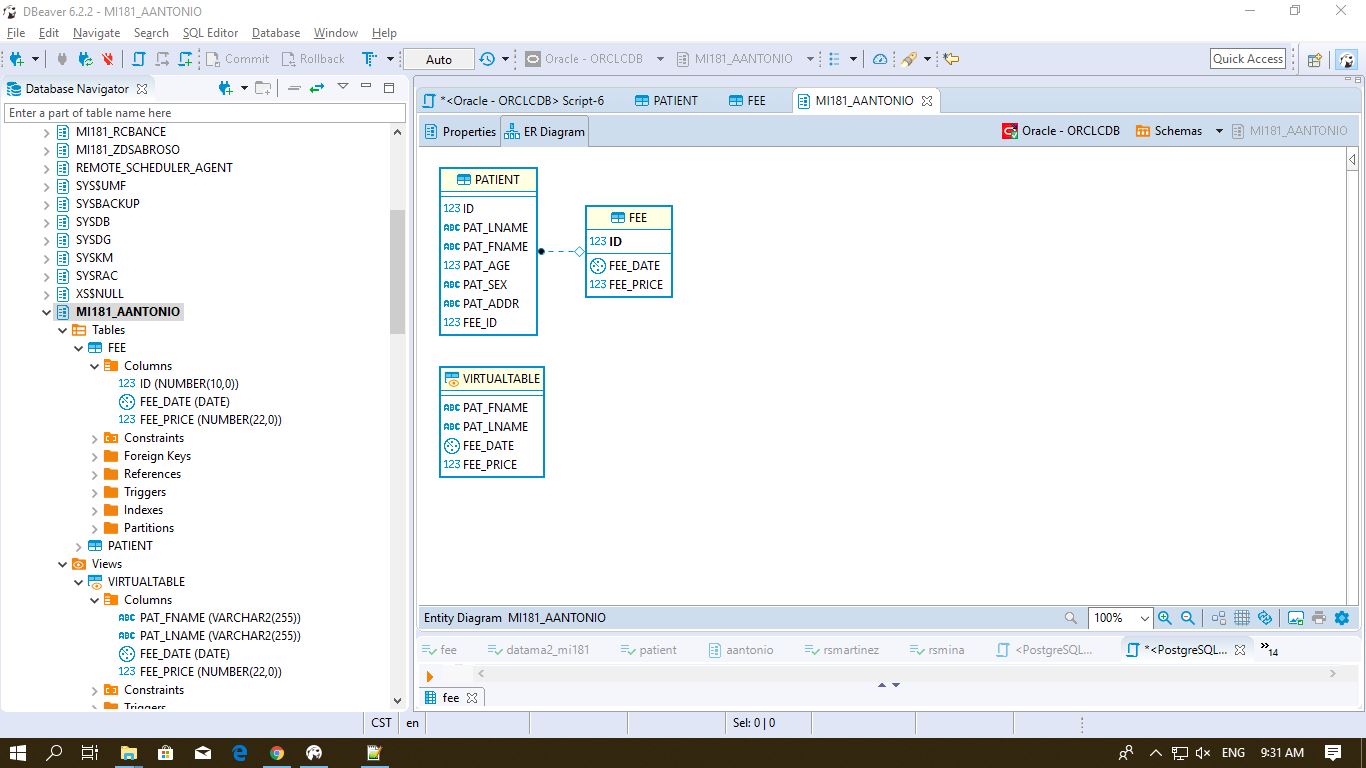 DBeaver 6.2.2 - MI181_AANTONIO
File Edit Navigate Search SQL Editor Database Window Help
Commit Rollback Auto Oracle - ORCLCDB MI181_AANTONIO Quick Access
Database Navigator
Enter a part of table name here
MI181_RCBANCE
MI181_ZDSABROSO
REMOTE_SCHEDULER_AGENT
SYS$UMF
SYSBACKUP
SYSDB
SYSDG
SYSKM
SYSRAC
XS$NULL
MI181_AANTONIO
Tables
FEE
Columns
123 ID (NUMBER(10,0))
FEE_DATE (DATE)
123 FEE_PRICE (NUMBER(22,0))
Constraints
Foreign Keys
References
Triggers
Indexes
Partitions
PATIENT
Views
VIRTUALTABLE
Columns
ABC PAT_FNAME (VARCHAR2(255))
ABC PAT_LNAME (VARCHAR2(255))
FEE_DATE (DATE)
123 FEE_PRICE (NUMBER(22,0))
Constraints
Triggers
*<Oracle - ORCLCDB> Script-6 PATIENT FEE MI181_AANTONIO
Properties ER Diagram Oracle - ORCLCDB Schemas MI181_AANTONIO
PATIENT
123 ID
ABC PAT_LNAME
ABC PAT_FNAME
123 PAT_AGE
ABC PAT_SEX
ABC PAT_ADDR
123 FEE_ID
FEE
123 ID
FEE_DATE
123 FEE_PRICE
VIRTUALTABLE
ABC PAT_FNAME
ABC PAT_LNAME
FEE_DATE
123 FEE_PRICE
Entity Diagram MI181_AANTONIO 100%
fee datama2_mi181 patient aantonio rsmartinez rsmina <PostgreSQL... *<PostgreSQL... »14
fee
CST en Sel: 0 | 0
ENG 9:31 AM